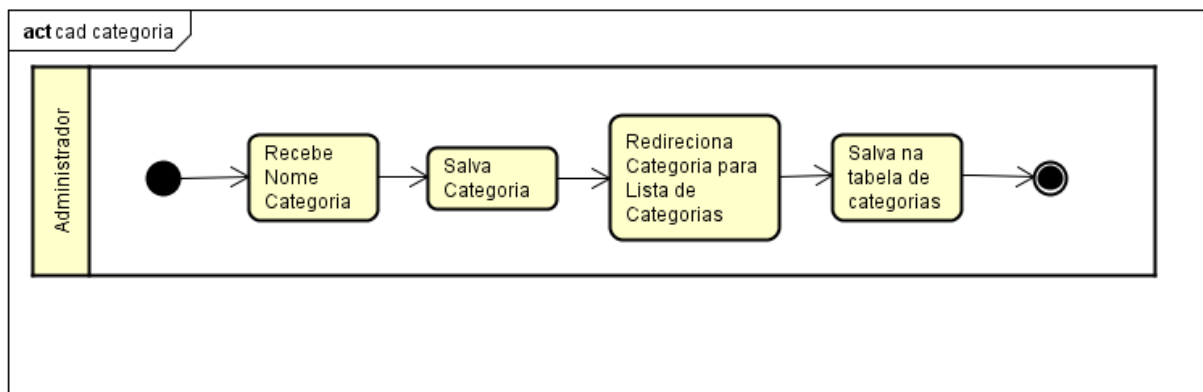 act cad categoria
Administrador
Recebe
Nome
Categoria
Salva
Categoria
Redireciona
Categoria para
Lista de
Categorias
Salva na
tabela de
categorias